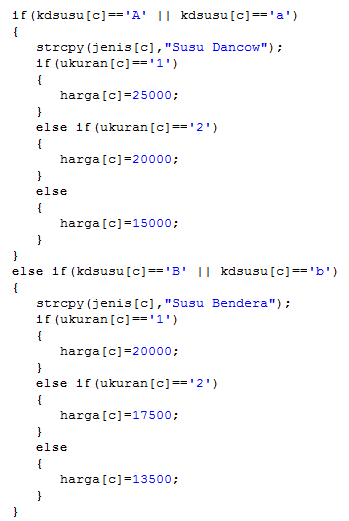 if(kdsusu[c]=='A' || kdsusu[c]=='a')
{
   strcpy(jenis[c],"Susu Dancow");
   if(ukuran[c]=='1')
   {
      harga[c]=25000;
   }
   else if(ukuran[c]=='2')
   {
      harga[c]=20000;
   }
   else
   {
      harga[c]=15000;
   }
}
else if(kdsusu[c]=='B' || kdsusu[c]=='b')
{
   strcpy(jenis[c],"Susu Bendera");
   if(ukuran[c]=='1')
   {
      harga[c]=20000;
   }
   else if(ukuran[c]=='2')
   {
      harga[c]=17500;
   }
   else
   {
      harga[c]=13500;
   }
}